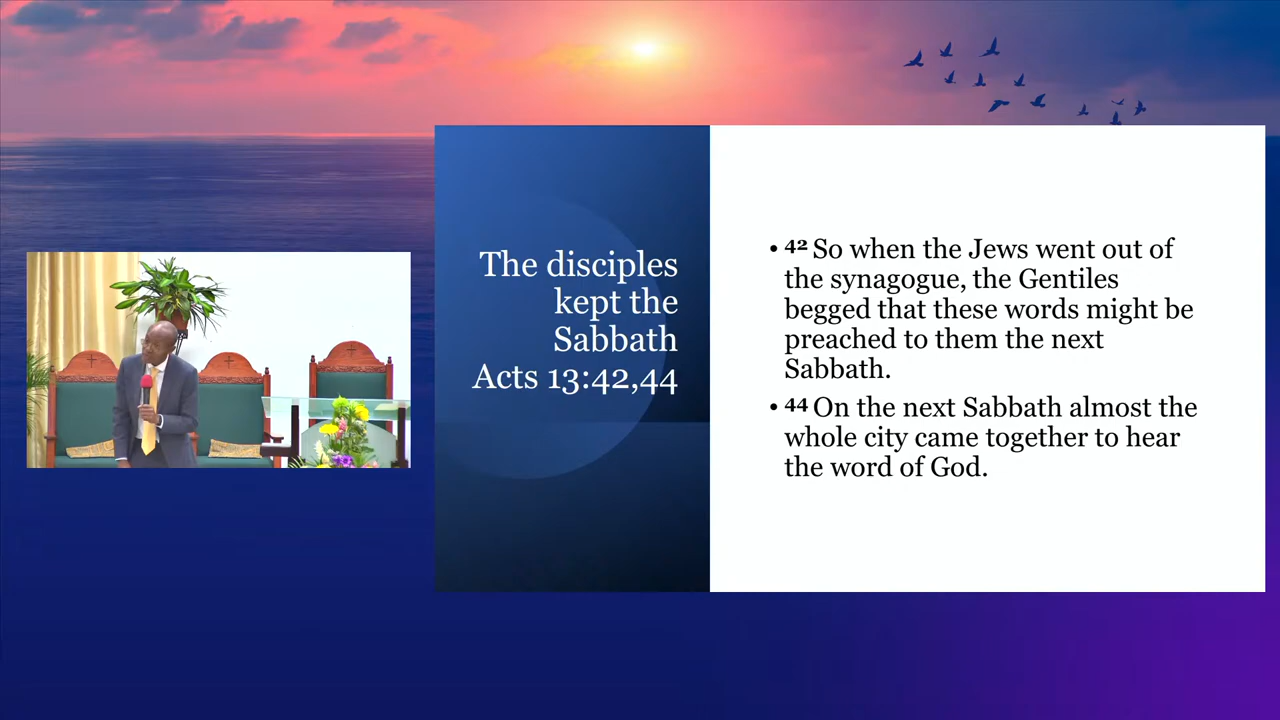 The disciples
kept the
Sabbath
Acts 13:42,44
• 42 So when the Jews went out of
the synagogue, the Gentiles
begged that these words might be
preached to them the next
Sabbath.
• 44 On the next Sabbath almost the
whole city came together to hear
the word of God.